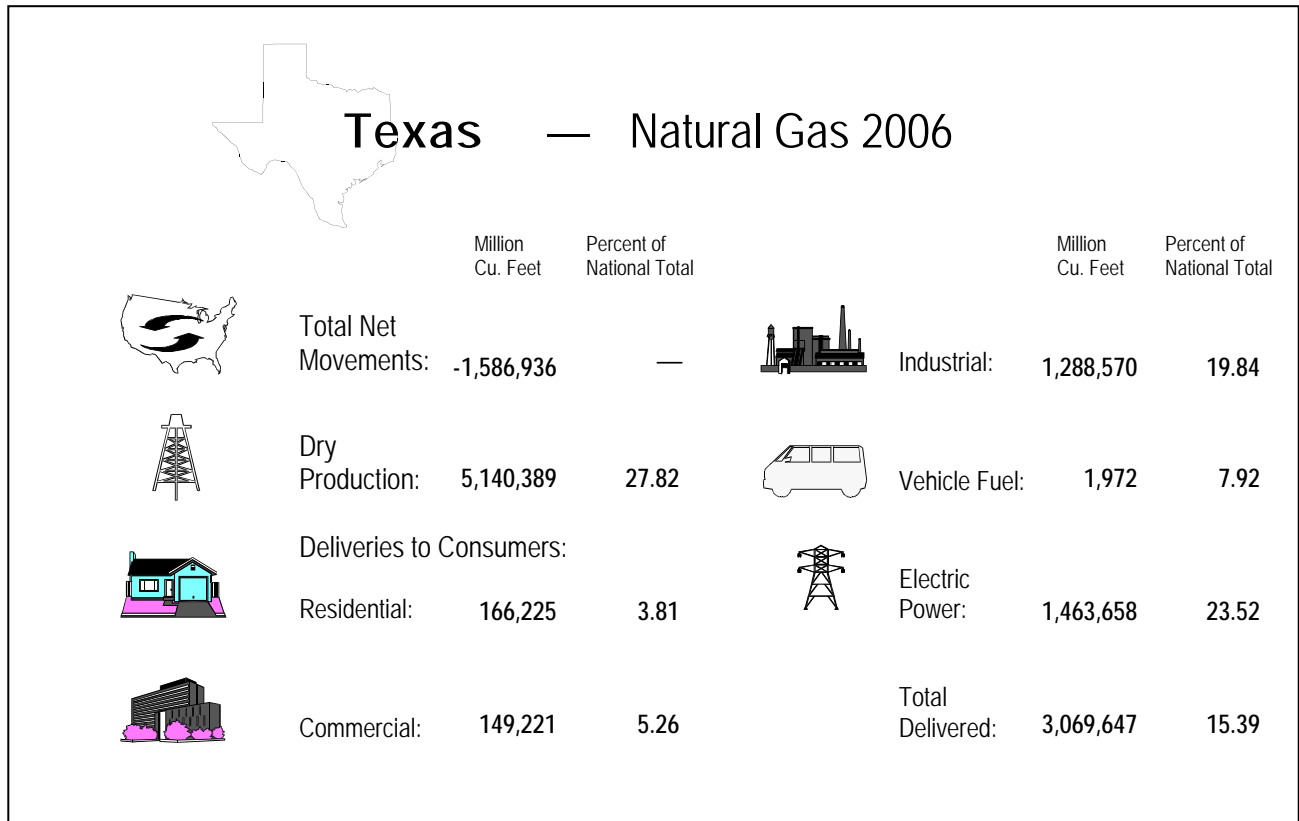 Texas — Natural Gas 2006
Million Cu. Feet
Percent of National Total
Total Net Movements: -1,586,936 —
Dry Production: 5,140,389 27.82
Deliveries to Consumers:
Residential: 166,225 3.81
Commercial: 149,221 5.26
Million Cu. Feet
Percent of National Total
Industrial: 1,288,570 19.84
Vehicle Fuel: 1,972 7.92
Electric Power: 1,463,658 23.52
Total Delivered: 3,069,647 15.39